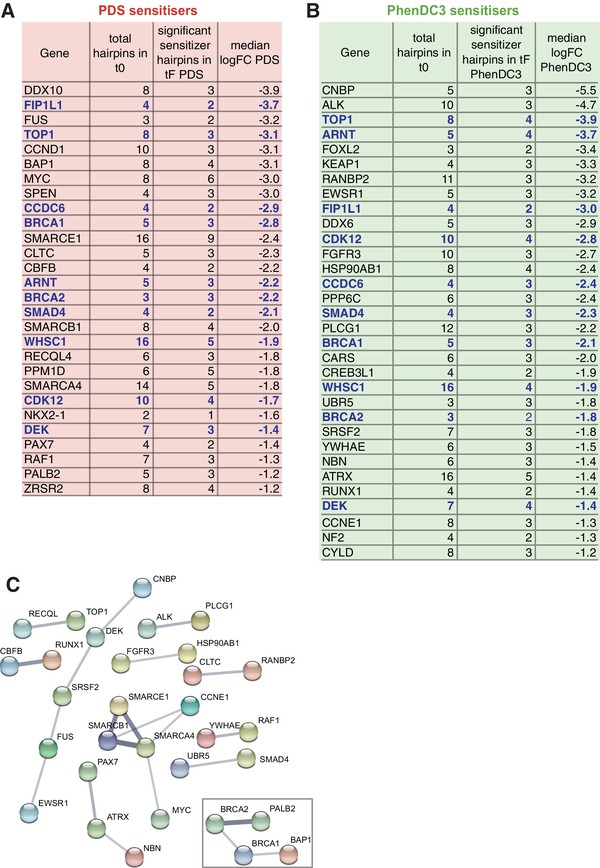 A PDS sensitisers
Gene | total hairpins in t0 | significant sensitizer hairpins in tF PDS | median logFC PDS
DDX10 8 3 -3.9
FIP1L1 4 2 -3.7
FUS 3 2 -3.2
TOP1 8 3 -3.1
CCND1 10 3 -3.1
BAP1 8 4 -3.1
MYC 8 6 -3.0
SPEN 4 3 -3.0
CCDC6 4 2 -2.9
BRCA1 5 3 -2.8
SMARCE1 16 9 -2.4
CLTC 5 3 -2.3
CBFB 4 2 -2.2
ARNT 5 3 -2.2
BRCA2 3 3 -2.2
SMAD4 4 2 -2.1
SMARCB1 8 4 -2.0
WHSC1 16 5 -1.9
RECQL4 6 3 -1.8
PPM1D 6 5 -1.8
SMARCA4 14 5 -1.8
CDK12 10 4 -1.7
NKX2-1 2 1 -1.6
DEK 7 3 -1.4
PAX7 4 2 -1.4
RAF1 7 3 -1.3
PALB2 5 3 -1.2
ZRSR2 8 4 -1.2
B PhenDC3 sensitisers
Gene | total hairpins in t0 | significant sensitizer hairpins in tF PhenDC3 | median logFC PhenDC3
CNBP 5 3 -5.5
ALK 10 3 -4.7
TOP1 8 4 -3.9
ARNT 5 4 -3.7
FOXL2 3 2 -3.4
KEAP1 4 3 -3.3
RANBP2 11 3 -3.2
EWSR1 5 3 -3.2
FIP1L1 4 2 -3.0
DDX6 5 3 -2.9
CDK12 10 4 -2.8
FGFR3 10 3 -2.7
HSP90AB1 8 4 -2.4
CCDC6 4 3 -2.4
PPP6C 6 3 -2.4
SMAD4 4 3 -2.3
PLCG1 12 3 -2.2
BRCA1 5 3 -2.1
CARS 6 3 -2.0
CREB3L1 4 2 -1.9
WHSC1 16 4 -1.9
UBR5 3 3 -1.8
BRCA2 3 2 -1.8
SRSF2 7 3 -1.8
YWHAE 6 3 -1.5
NBN 6 3 -1.4
ATRX 16 5 -1.4
RUNX1 4 2 -1.4
DEK 7 4 -1.4
CCNE1 8 3 -1.3
NF2 4 2 -1.3
CYLD 8 3 -1.2
C
CNBP
RECQL TOP1
DEK
ALK PLCG1
CBFB RUNX1
FGFR3 HSP90AB1
CLTC RANBP2
SRSF2
SMARCE1
CCNE1
SMARCB1 SMARCA4
YWHAE RAF1
FUS
UBR5 SMAD4
PAX7
EWSR1
MYC
ATRX
NBN
BRCA2 PALB2
BRCA1 BAP1